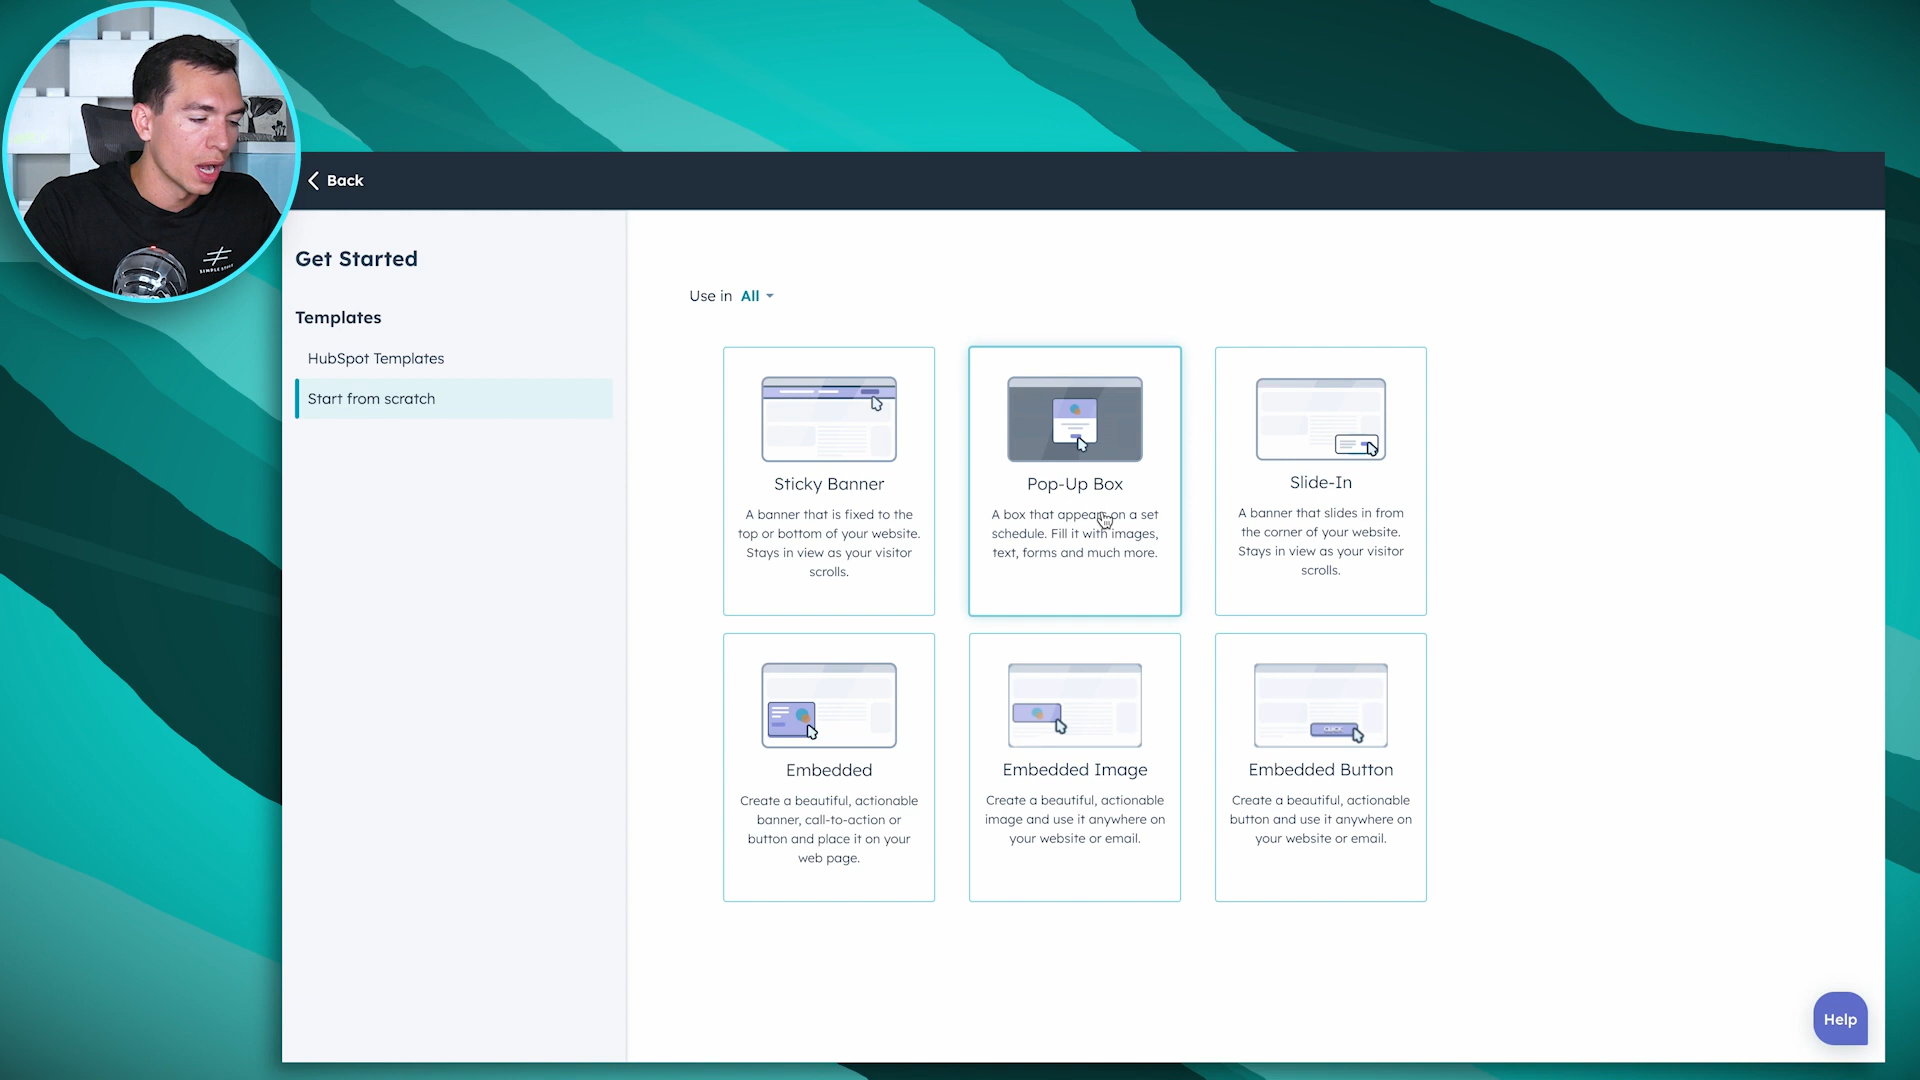 Back
Get Started
Templates
HubSpot Templates
Start from scratch
Use in All
Sticky Banner
A banner that is fixed to the
top or bottom of your website.
Stays in view as your visitor
scrolls.
Pop-Up Box
A box that appears on a set
schedule. Fill it with images,
text, forms and much more.
Slide-In
A banner that slides in from
the corner of your website.
Stays in view as your visitor
scrolls.
Embedded
Create a beautiful, actionable
banner, call-to-action or
button and place it on your
web page.
Embedded Image
Create a beautiful, actionable
image and use it anywhere on
your website or email.
CLICK
Embedded Button
Create a beautiful, actionable
button and use it anywhere on
your website or email.
Help